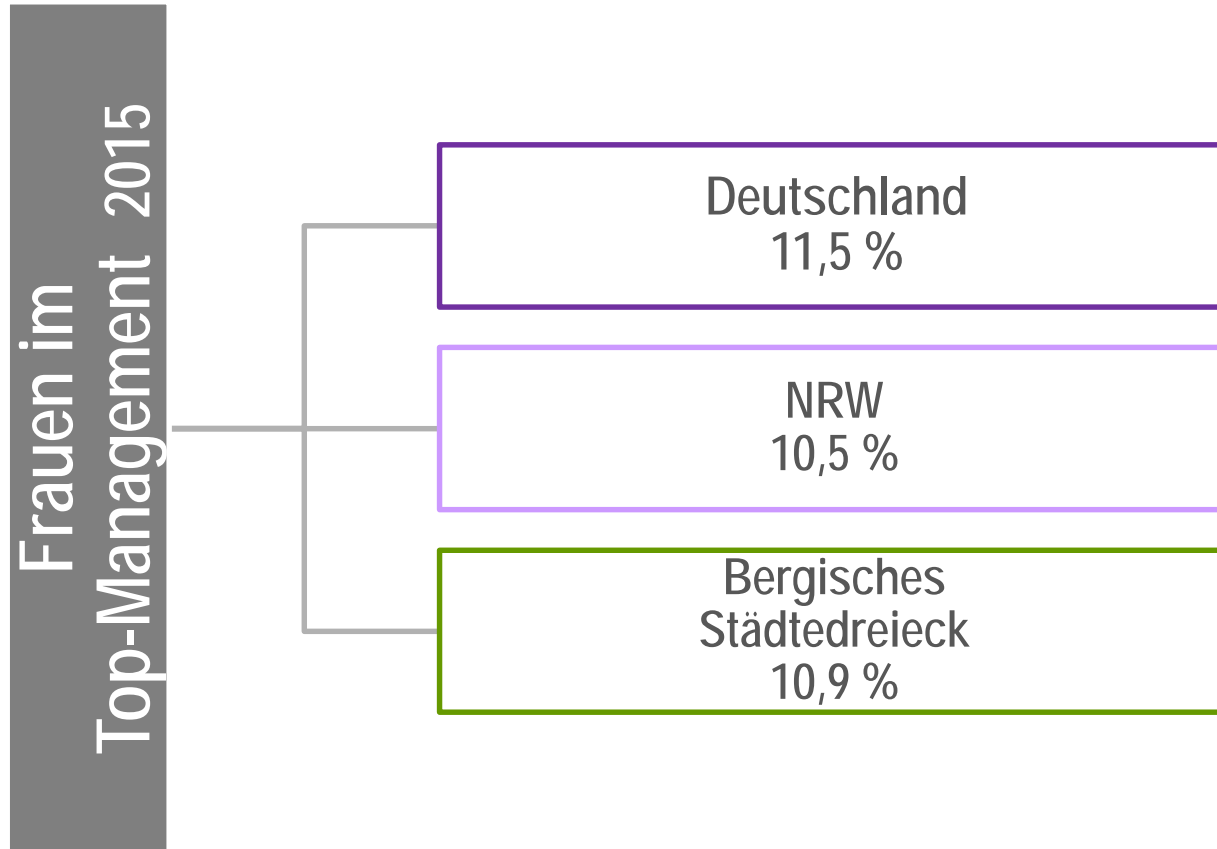 Frauen im
Top-Management 2015
Deutschland
11,5 %
NRW
10,5 %
Bergisches
Städtedreieck
10,9 %